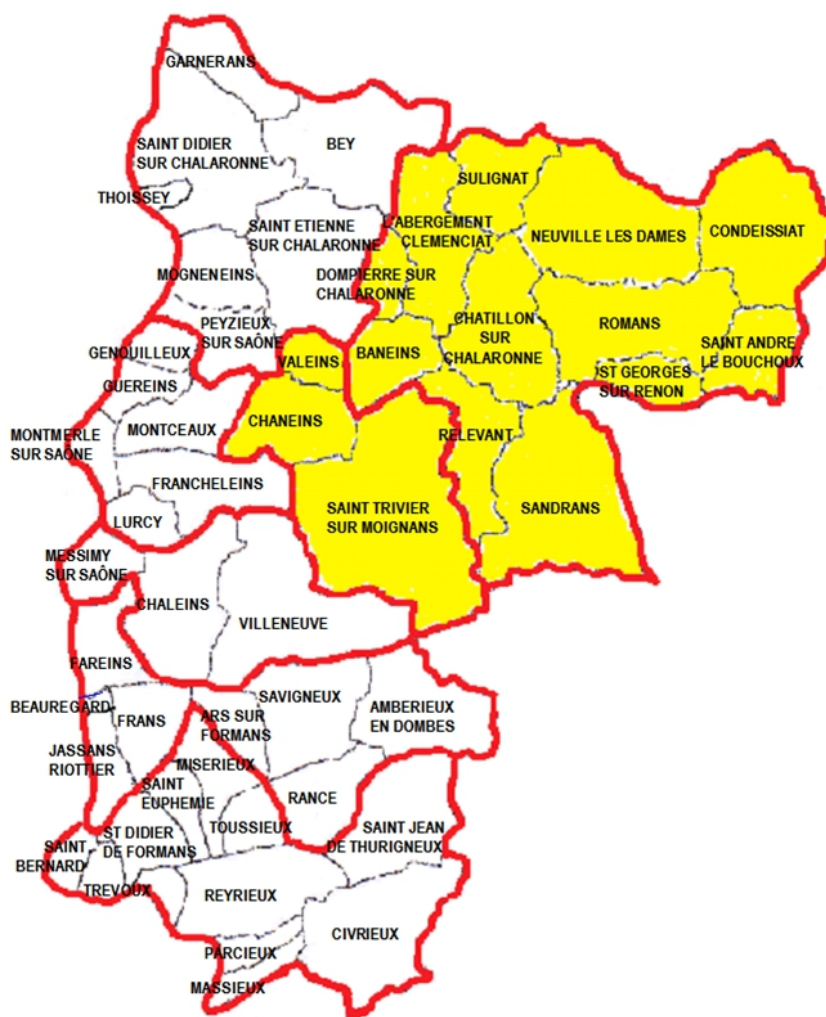 GARNERANS
SAINT DIDIER
SUR CHALARONNE
BEY
THOISSEY
SAINT ETIENNE
SUR CHALARONNE
MOGNENEINS
PEYZIEUX
SUR SAÔNE
SULIGNAT
L'ABERGEMENT
CLEMENCIAT
NEUVILLE LES DAMES
CONDEISSIAT
DOMPIERRE SUR
CHALARONNE
CHATILLON
SUR
CHALARONNE
ROMANS
SAINT ANDRE
LE BOUCHOUX
ST GEORGES
SUR RENON
VALEINS
BANEINS
GENOUILLEUX
GUEREINS
MONTCEAUX
CHANEINS
RELEVANT
MONTMERLE
SUR SAÔNE
FRANCHELEINS
LURCY
SAINT TRIVIER
SUR MOIGNANS
SANDRANS
MESSIMY
SUR SAÔNE
CHALEINS
VILLENEUVE
FAREINS
BEAUREGARD
FRANS
ARS SUR
FORMANS
SAVIGNEUX
AMBERIEUX
EN DOMBES
JASSANS
RIOTTIER
MISERIEUX
SAINT
EUPHEMIE
RANCE
TOUSSIEUX
SAINT JEAN
DE THURIGNEUX
ST DIDIER
DE FORMANS
SAINT
BERNARD
TREVOUX
REYRIEUX
CIVRIEUX
PARCIEUX
MASSIEUX